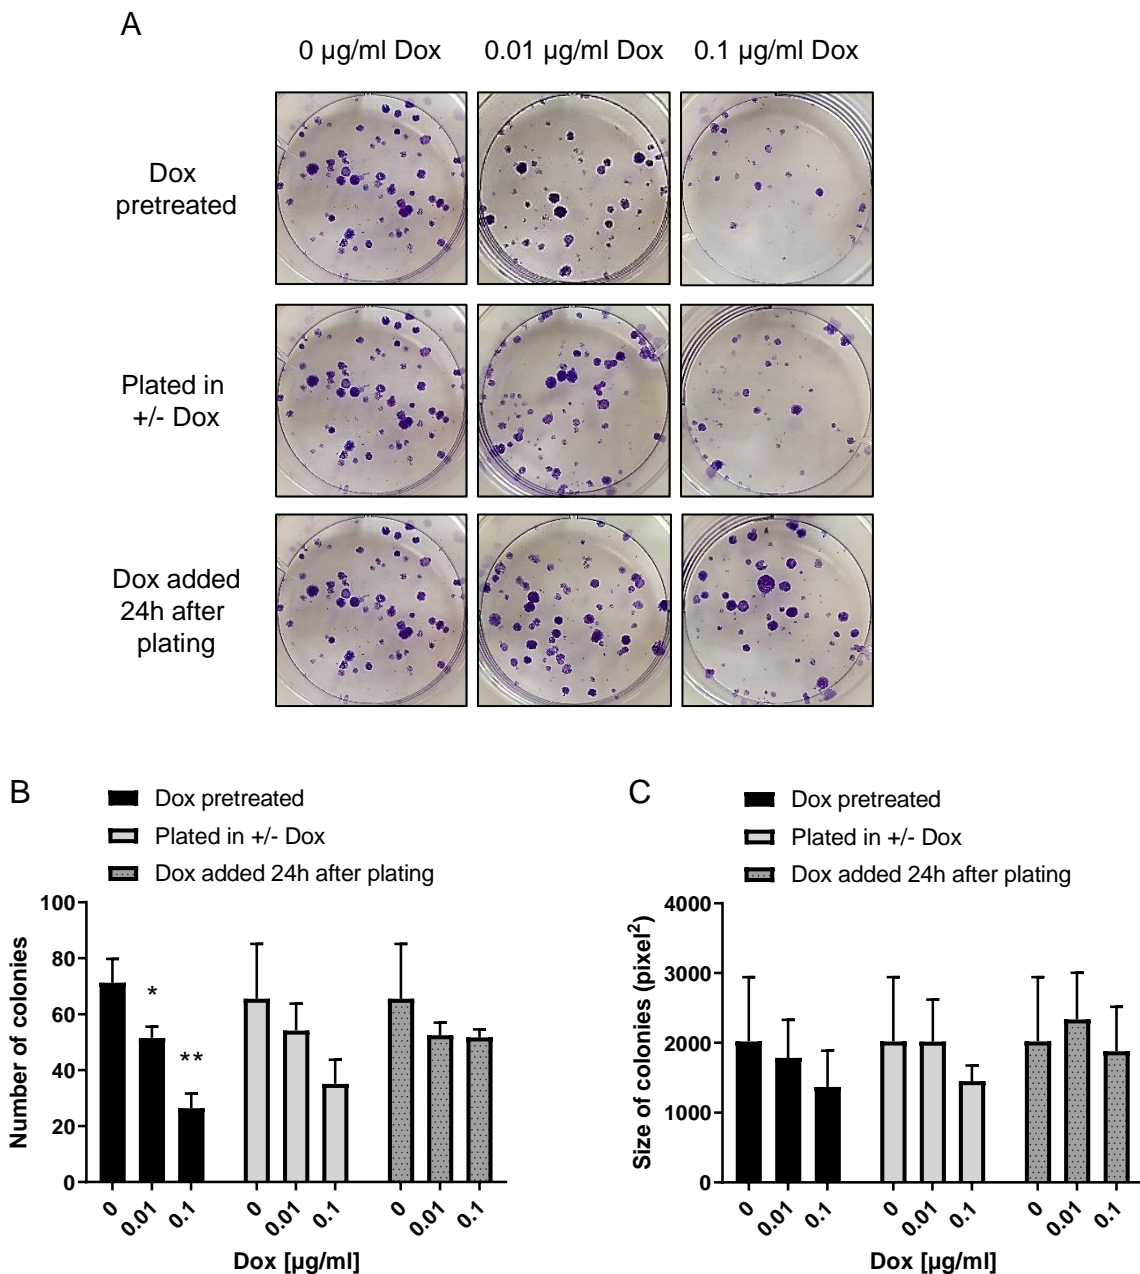 A
0 µg/ml Dox 0.01 µg/ml Dox 0.1 µg/ml Dox
Dox
pretreated
Plated in
+/- Dox
Dox added
24h after
plating
B
Dox pretreated
Plated in +/- Dox
Dox added 24h after plating
Number of colonies
100
80
60
40
20
0
*
**
0 0.01 0.1 0 0.01 0.1 0 0.01 0.1
Dox [µg/ml]
C
Dox pretreated
Plated in +/- Dox
Dox added 24h after plating
Size of colonies (pixel²)
4000
3000
2000
1000
0
0 0.01 0.1 0 0.01 0.1 0 0.01 0.1
Dox [µg/ml]